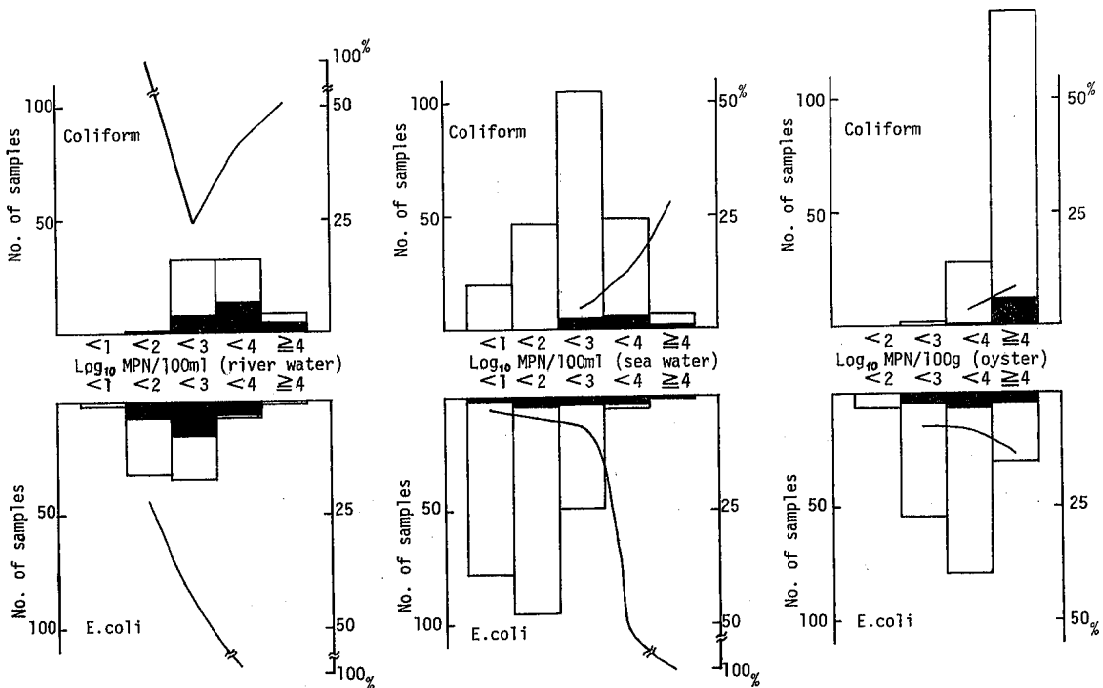 100%
100
50
Coliform
No. of samples
50
25
<1 <2 <3 <4 ≧4
Log₁₀ MPN/100ml (river water)
<1 <2 <3 <4 ≧4
No. of samples
50
25
100
E.coli
50
100%
100
50%
Coliform
No. of samples
50
25
<1 <2 <3 <4 ≧4
Log₁₀ MPN/100ml (sea water)
<1 <2 <3 <4 ≧4
No. of samples
50
25
100
E.coli
50
100%
100
50%
Coliform
No. of samples
50
25
<2 <3 <4 ≧4
Log₁₀ MPN/100g (oyster)
<2 <3 <4 ≧4
No. of samples
50
25
100
E.coli
50%